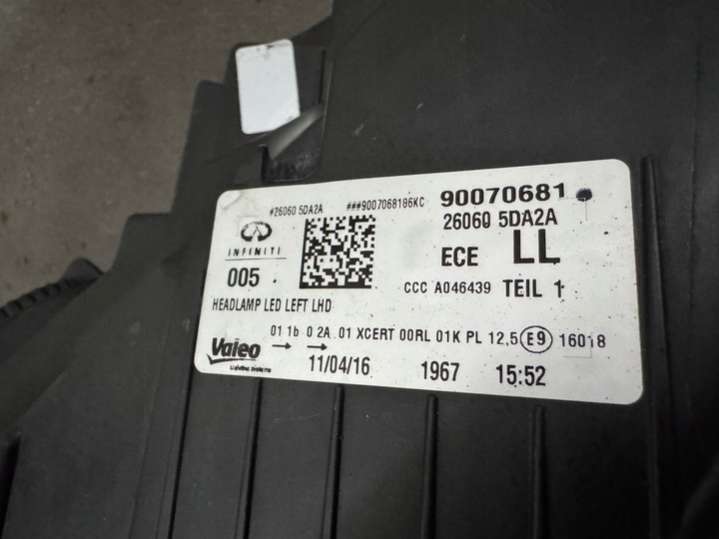 #26060 5DA2A ###9007068186KC 90070681
26060 5DA2A
INFINITI
ECE LL
005
CCC A046439 TEIL 1
HEADLAMP LED LEFT LHD
01 1b 0 2A 01 XCERT 00RL 01K PL 12,5 E9 16018
Valeo
Lighting Systems
11/04/16 1967 15:52